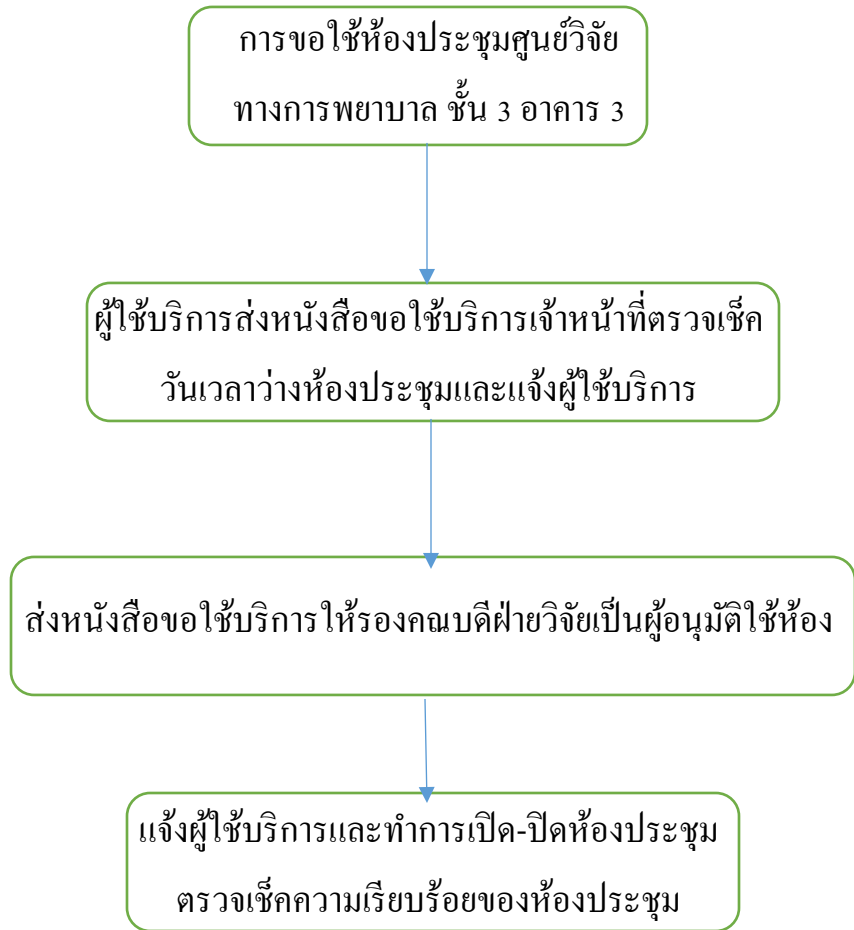 การขอใช้ห้องประชุมศูนย์วิจัย
ทางการพยาบาล ชั้น 3 อาคาร 3
ผู้ใช้บริการส่งหนังสือขอใช้บริการเจ้าหน้าที่ตรวจเช็ค
วันเวลาว่างห้องประชุมและแจ้งผู้ใช้บริการ
ส่งหนังสือขอใช้บริการให้รองคณบดีฝ่ายวิจัยเป็นผู้อนุมัติใช้ห้อง
แจ้งผู้ใช้บริการและทำการเปิด-ปิดห้องประชุม
ตรวจเช็คความเรียบร้อยของห้องประชุม